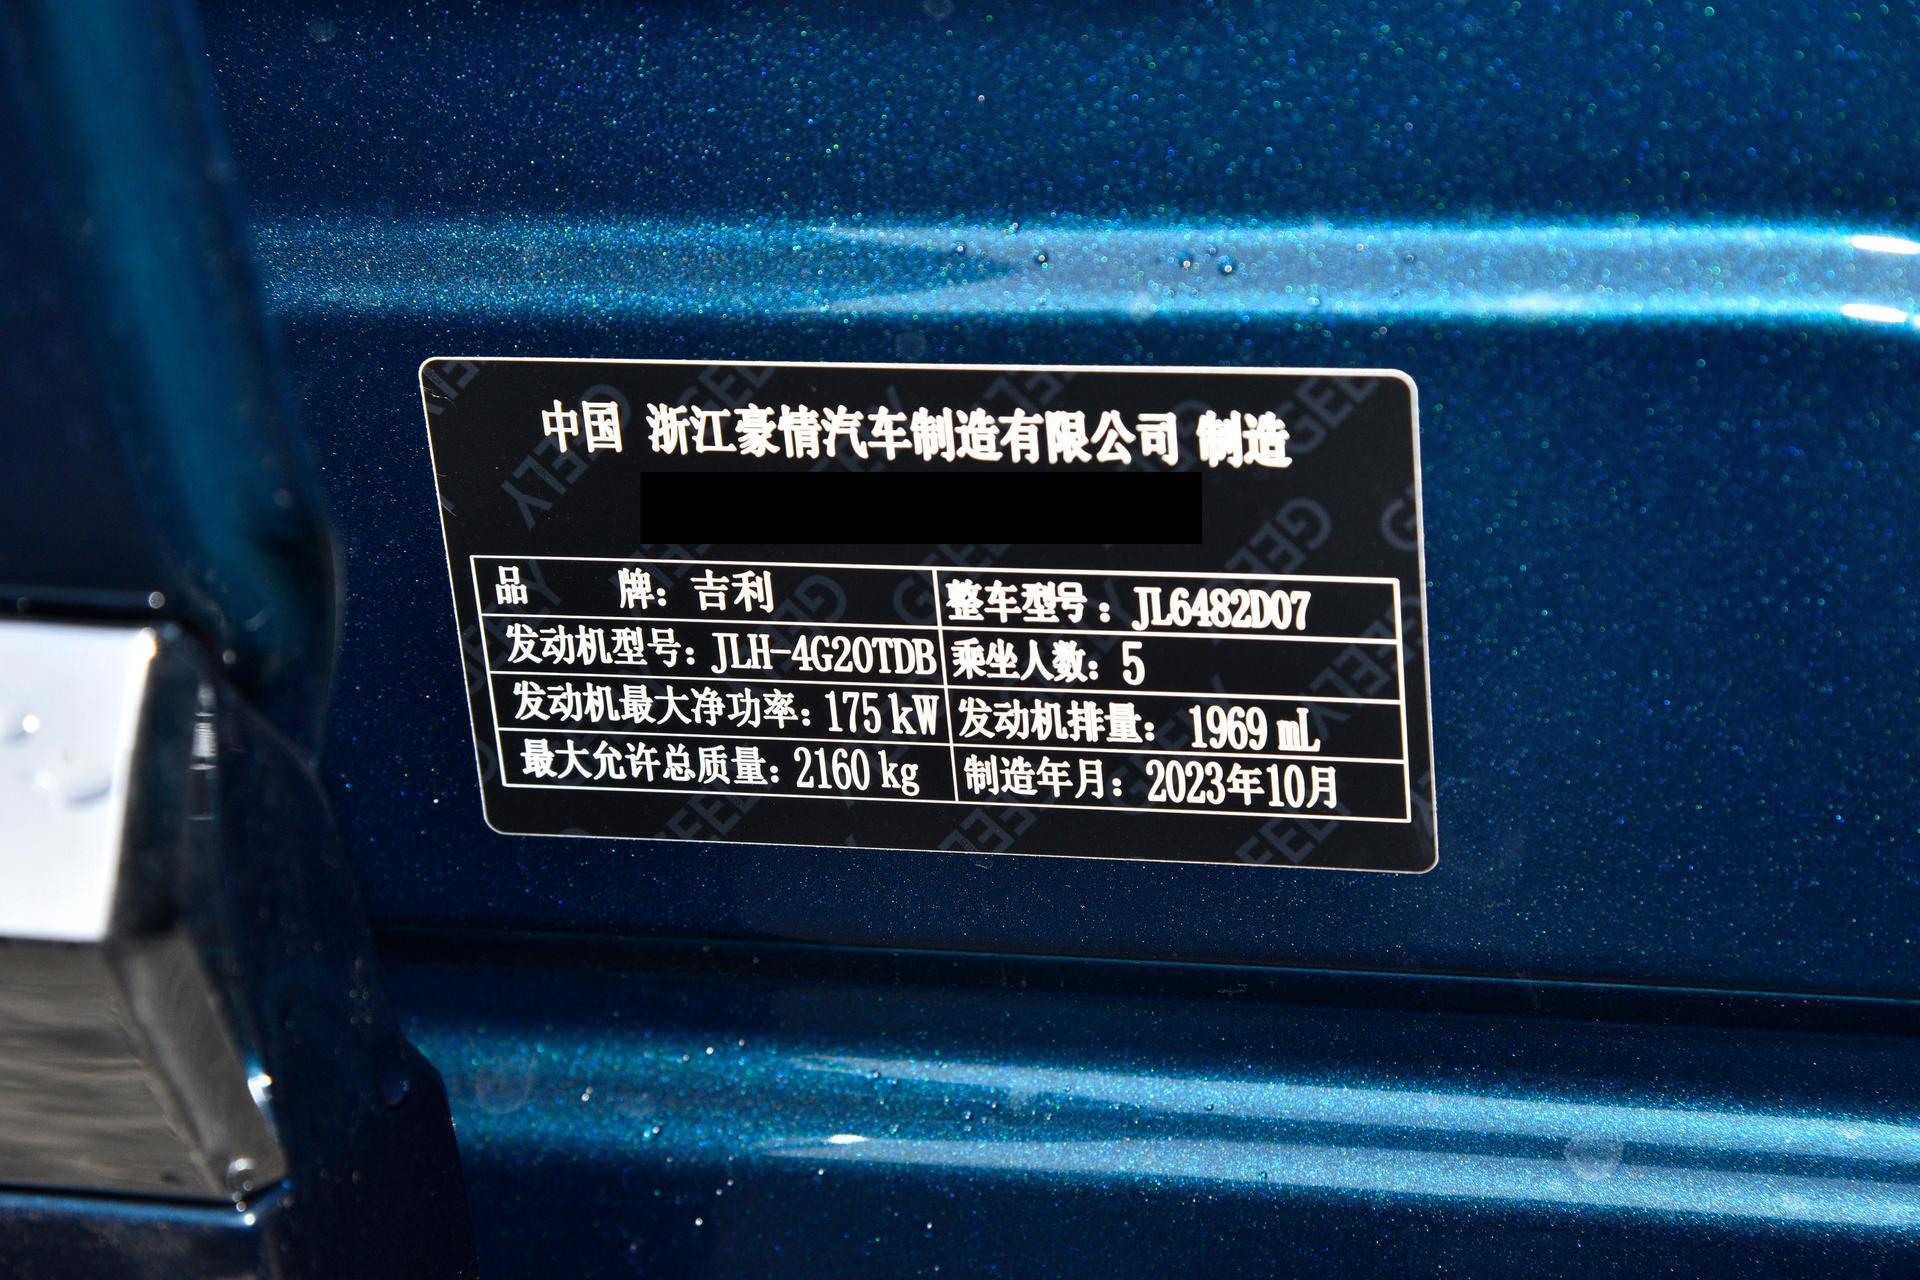 中国 浙江豪情汽车制造有限公司 制造
品 牌: 吉利 整车型号: JL6482D07
发动机型号: JLH-4G20TDB 乘坐人数: 5
发动机最大净功率: 175 kW 发动机排量: 1969 mL
最大允许总质量: 2160 kg 制造年月: 2023年10月